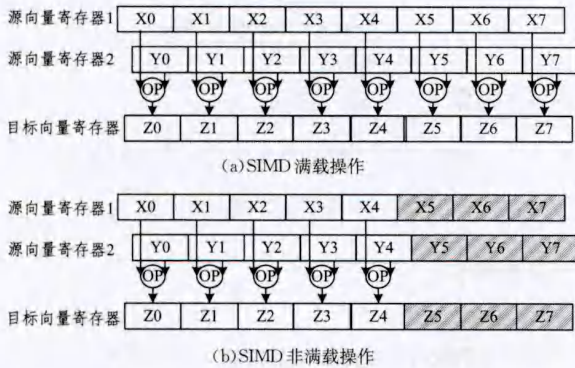 源向量寄存器1 X0 X1 X2 X3 X4 X5 X6 X7
源向量寄存器2 Y0 Y1 Y2 Y3 Y4 Y5 Y6 Y7
OP OP OP OP OP OP OP OP
目标向量寄存器 Z0 Z1 Z2 Z3 Z4 Z5 Z6 Z7
(a)SIMD 满载操作
源向量寄存器1 X0 X1 X2 X3 X4 X5 X6 X7
源向量寄存器2 Y0 Y1 Y2 Y3 Y4 Y5 Y6 Y7
OP OP OP OP OP
目标向量寄存器 Z0 Z1 Z2 Z3 Z4 Z5 Z6 Z7
(b)SIMD 非满载操作